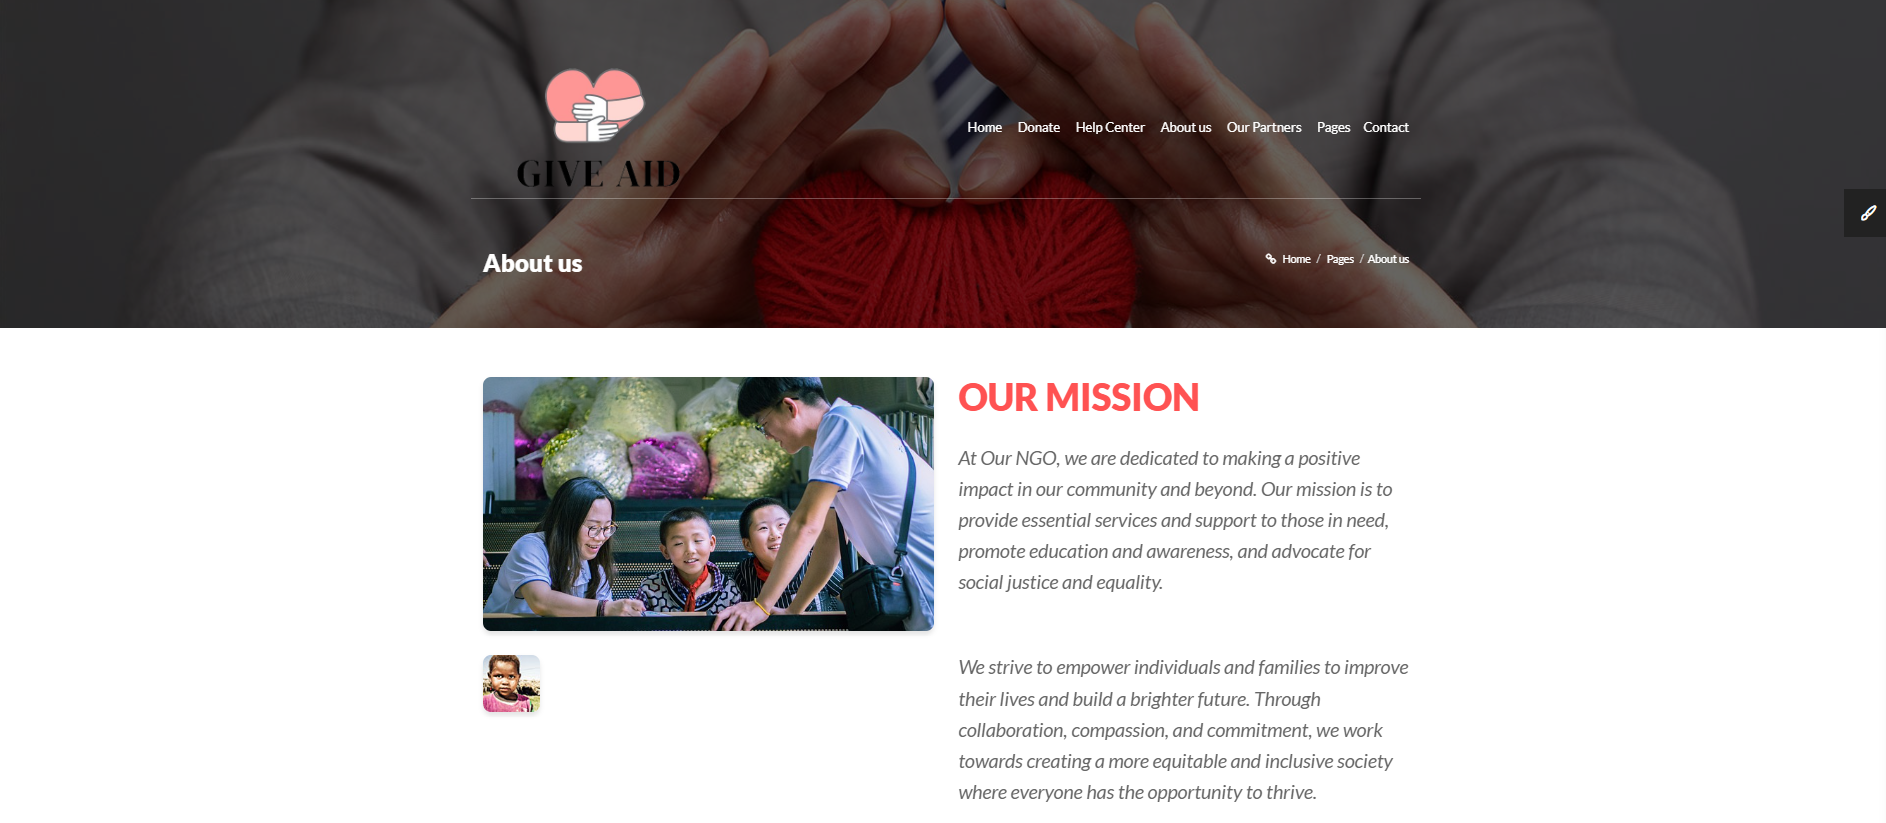 GIVE AID
Home Donate Help Center About us Our Partners Pages Contact
About us
Home / Pages / About us
OUR MISSION
At Our NGO, we are dedicated to making a positive
impact in our community and beyond. Our mission is to
provide essential services and support to those in need,
promote education and awareness, and advocate for
social justice and equality.
We strive to empower individuals and families to improve
their lives and build a brighter future. Through
collaboration, compassion, and commitment, we work
towards creating a more equitable and inclusive society
where everyone has the opportunity to thrive.